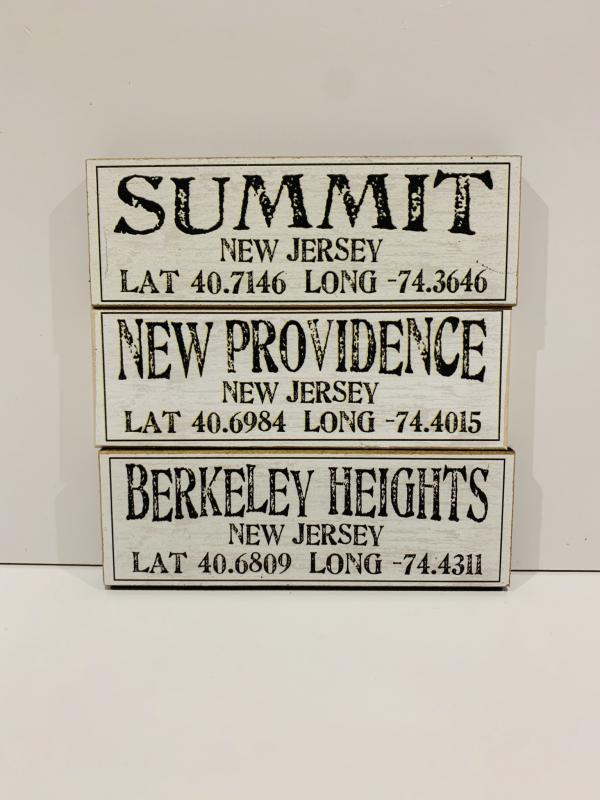 SUMMIT
NEW JERSEY
LAT 40.7146 LONG -74.3646
NEW PROVIDENCE
NEW JERSEY
LAT 40.6984 LONG -74.4015
BERKELEY HEIGHTS
NEW JERSEY
LAT 40.6809 LONG -74.4311